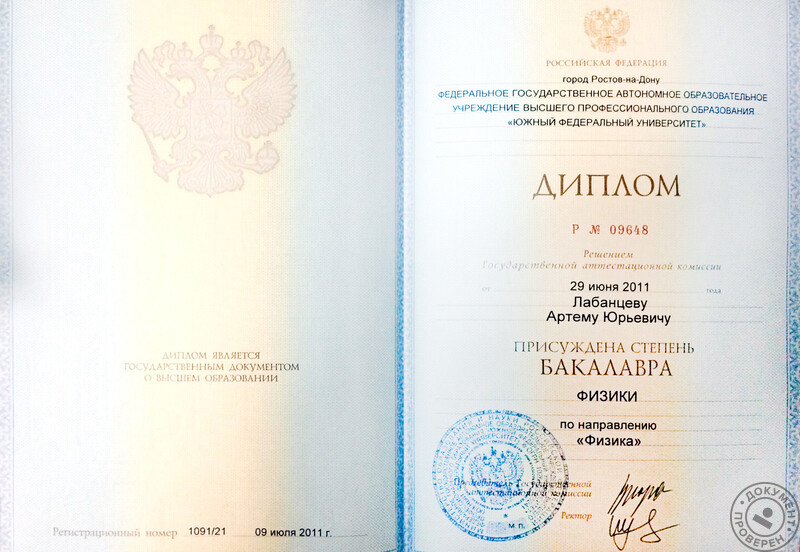 ДИПЛОМ ЯВЛЯЕТСЯ
ГОСУДАРСТВЕННЫМ ДОКУМЕНТОМ
О ВЫСШЕМ ОБРАЗОВАНИИ
Регистрационный номер 1091/21 09 июля 2011 г.
РОССИЙСКАЯ ФЕДЕРАЦИЯ
город Ростов-на-Дону
ФЕДЕРАЛЬНОЕ ГОСУДАРСТВЕННОЕ АВТОНОМНОЕ ОБРАЗОВАТЕЛЬНОЕ
УЧРЕЖДЕНИЕ ВЫСШЕГО ПРОФЕССИОНАЛЬНОГО ОБРАЗОВАНИЯ
«ЮЖНЫЙ ФЕДЕРАЛЬНЫЙ УНИВЕРСИТЕТ»
ДИПЛОМ
Р № 09648
Решением
Государственной аттестационной комиссии
от 29 июня 2011 года
Лабанцеву
Артему Юрьевичу
ПРИСУЖДЕНА СТЕПЕНЬ
БАКАЛАВРА
ФИЗИКИ
по направлению
«Физика»
Председатель Государственной
аттестационной комиссии
Ректор
М.П.
ДОКУМЕНТ
ПРОВЕРЕН